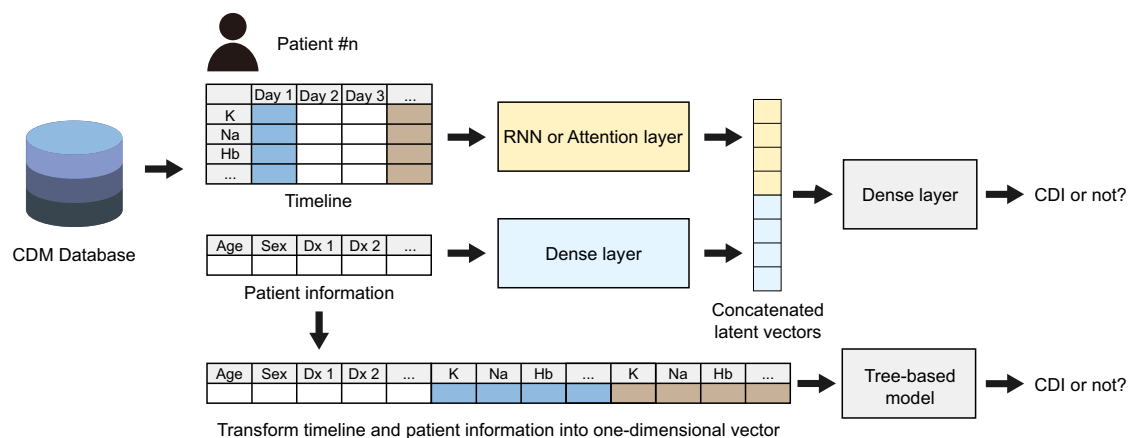 Patient #n
Day 1 Day 2 Day 3 ...
K
Na
Hb
...
Timeline
CDM Database
RNN or Attention layer
Age Sex Dx 1 Dx 2 ...
Patient information
Dense layer
Concatenated
latent vectors
Dense layer
CDI or not?
Age Sex Dx 1 Dx 2 ... K Na Hb ... K Na Hb ...
Transform timeline and patient information into one-dimensional vector
Tree-based
model
CDI or not?